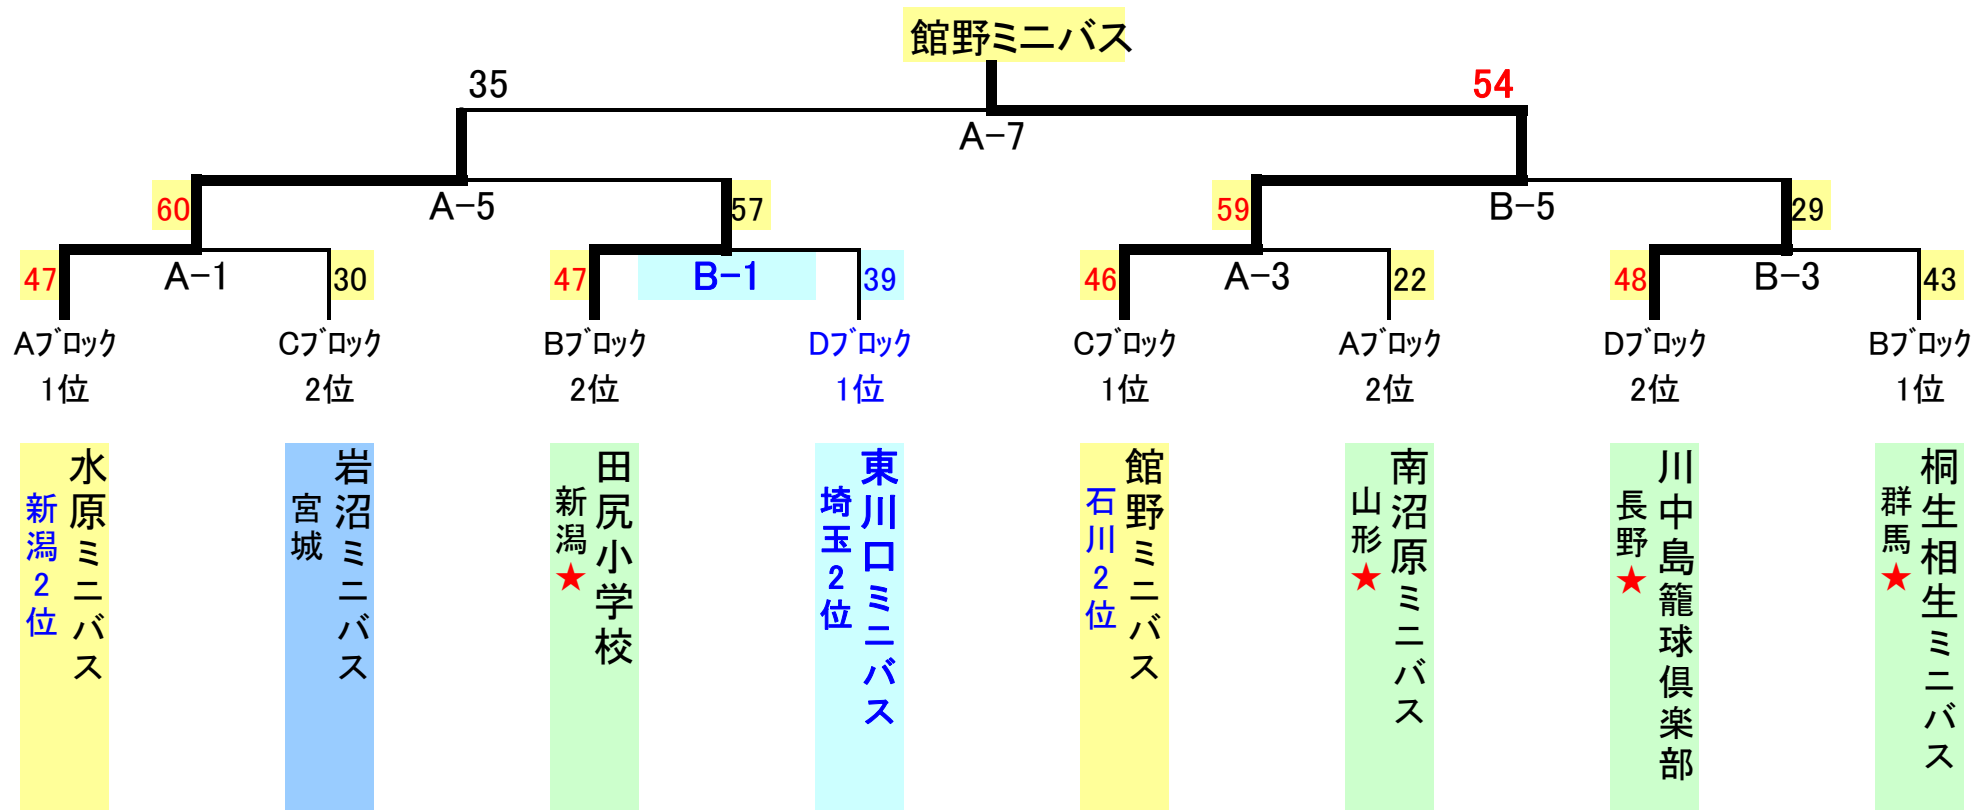 館野ミニバス
35
54
A-7
60
A-5
57
59
B-5
29
47
A-1
30
47
B-1
39
46
A-3
22
48
B-3
43
Aブロック
1位
Cブロック
2位
Bブロック
2位
Dブロック
1位
Cブロック
1位
Aブロック
2位
Dブロック
2位
Bブロック
1位
水原ミニバス
新潟2位
岩沼ミニバス
宮城
田尻小学校
新潟★
東川口ミニバス
埼玉2位
館野ミニバス
石川2位
南沼原ミニバス
山形★
川中島籠球倶楽部
長野★
桐生相生ミニバス
群馬★